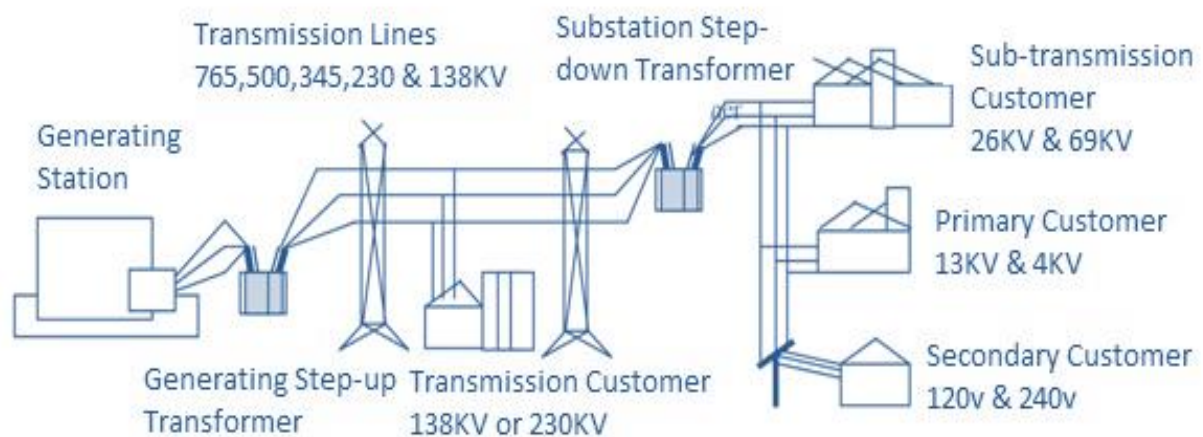 Transmission Lines
765,500,345,230 & 138KV
Substation Step-
down Transformer
Sub-transmission
Customer
26KV & 69KV
Generating
Station
Primary Customer
13KV & 4KV
Generating Step-up
Transformer
Transmission Customer
138KV or 230KV
Secondary Customer
120v & 240v